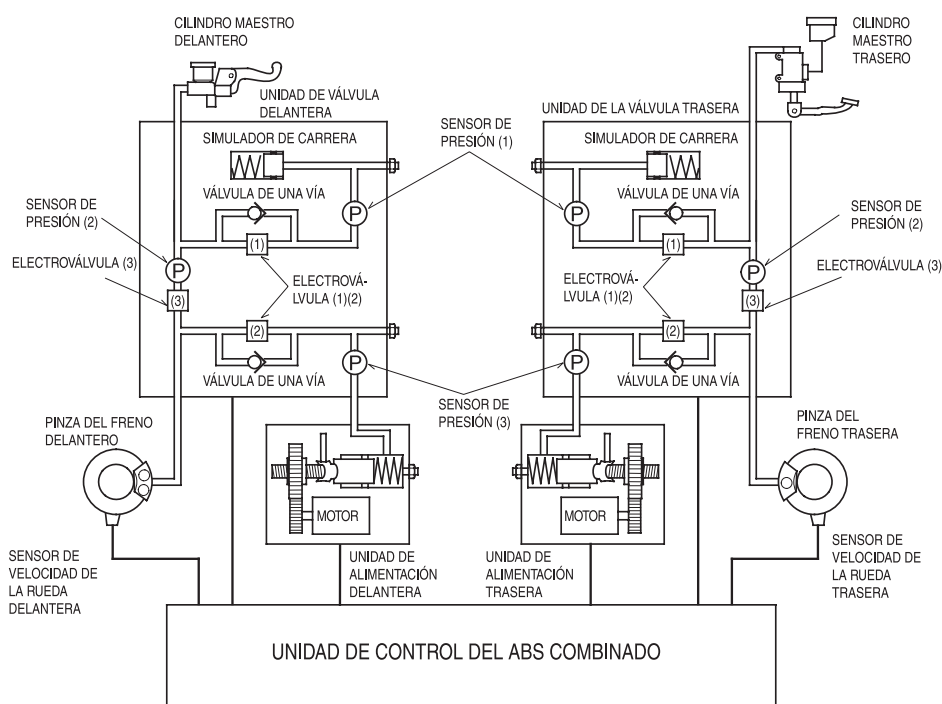 CILINDRO MAESTRO
DELANTERO
CILINDRO
MAESTRO
TRASERO
UNIDAD DE VÁLVULA
DELANTERA
UNIDAD DE LA VÁLVULA TRASERA
SIMULADOR DE CARRERA
SENSOR DE
PRESIÓN (1)
SIMULADOR DE CARRERA
VÁLVULA DE UNA VÍA
VÁLVULA DE UNA VÍA
P
P
SENSOR DE
PRESIÓN (2)
SENSOR DE
PRESIÓN (2)
(1)
(1)
P
P
ELECTROVÁLVULA (3)
ELECTROVÁLVULA (3)
ELECTROVÁ-
LVULA (1)(2)
ELECTROVÁ-
LVULA (1)(2)
(3)
(3)
(2)
(2)
P
P
VÁLVULA DE UNA VÍA
VÁLVULA DE UNA VÍA
SENSOR DE
PRESIÓN (3)
PINZA DEL FRENO
DELANTERO
PINZA DEL
FRENO TRASERA
MOTOR
MOTOR
SENSOR DE
VELOCIDAD DE
LA RUEDA
DELANTERA
UNIDAD DE
ALIMENTACIÓN
DELANTERA
UNIDAD DE
ALIMENTACIÓN
TRASERA
SENSOR DE
VELOCIDAD DE
LA RUEDA
TRASERA
UNIDAD DE CONTROL DEL ABS COMBINADO